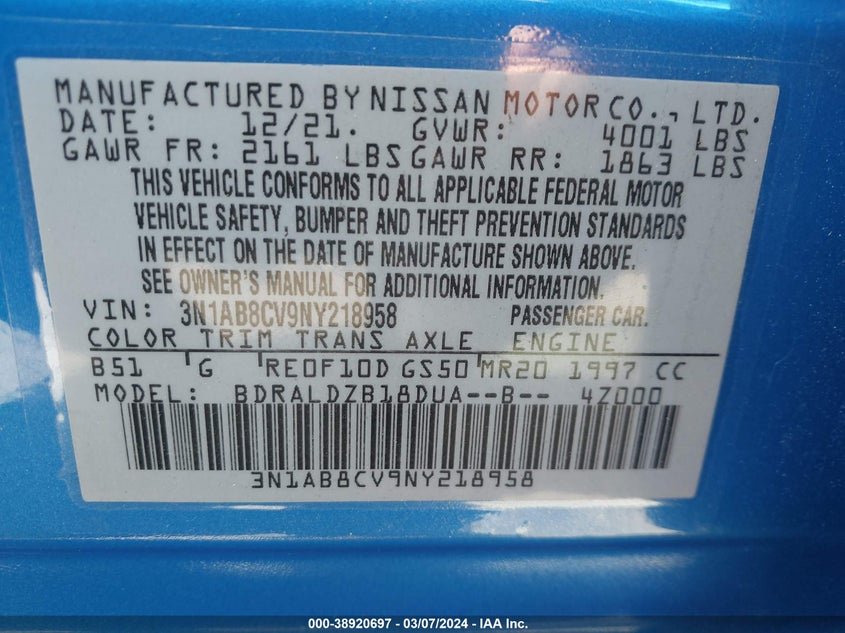 MANUFACTURED BY NISSAN MOTOR CO., LTD.
DATE: 12/21. GVWR: 4001 LBS
GAWR FR: 2161 LBS GAWR RR: 1863 LBS
THIS VEHICLE CONFORMS TO ALL APPLICABLE FEDERAL MOTOR
VEHICLE SAFETY, BUMPER AND THEFT PREVENTION STANDARDS
IN EFFECT ON THE DATE OF MANUFACTURE SHOWN ABOVE.
SEE OWNER'S MANUAL FOR ADDITIONAL INFORMATION.
VIN: 3N1AB8CV9NY218958 PASSENGER CAR.
COLOR TRIM TRANS AXLE ENGINE
B51 G RE0F10D GS50 MR20 1997 CC
MODEL: BDRALDZB18DUA--B-- 4Z000
3N1AB8CV9NY218958
000-38920697 - 03/07/2024 - IAA Inc.